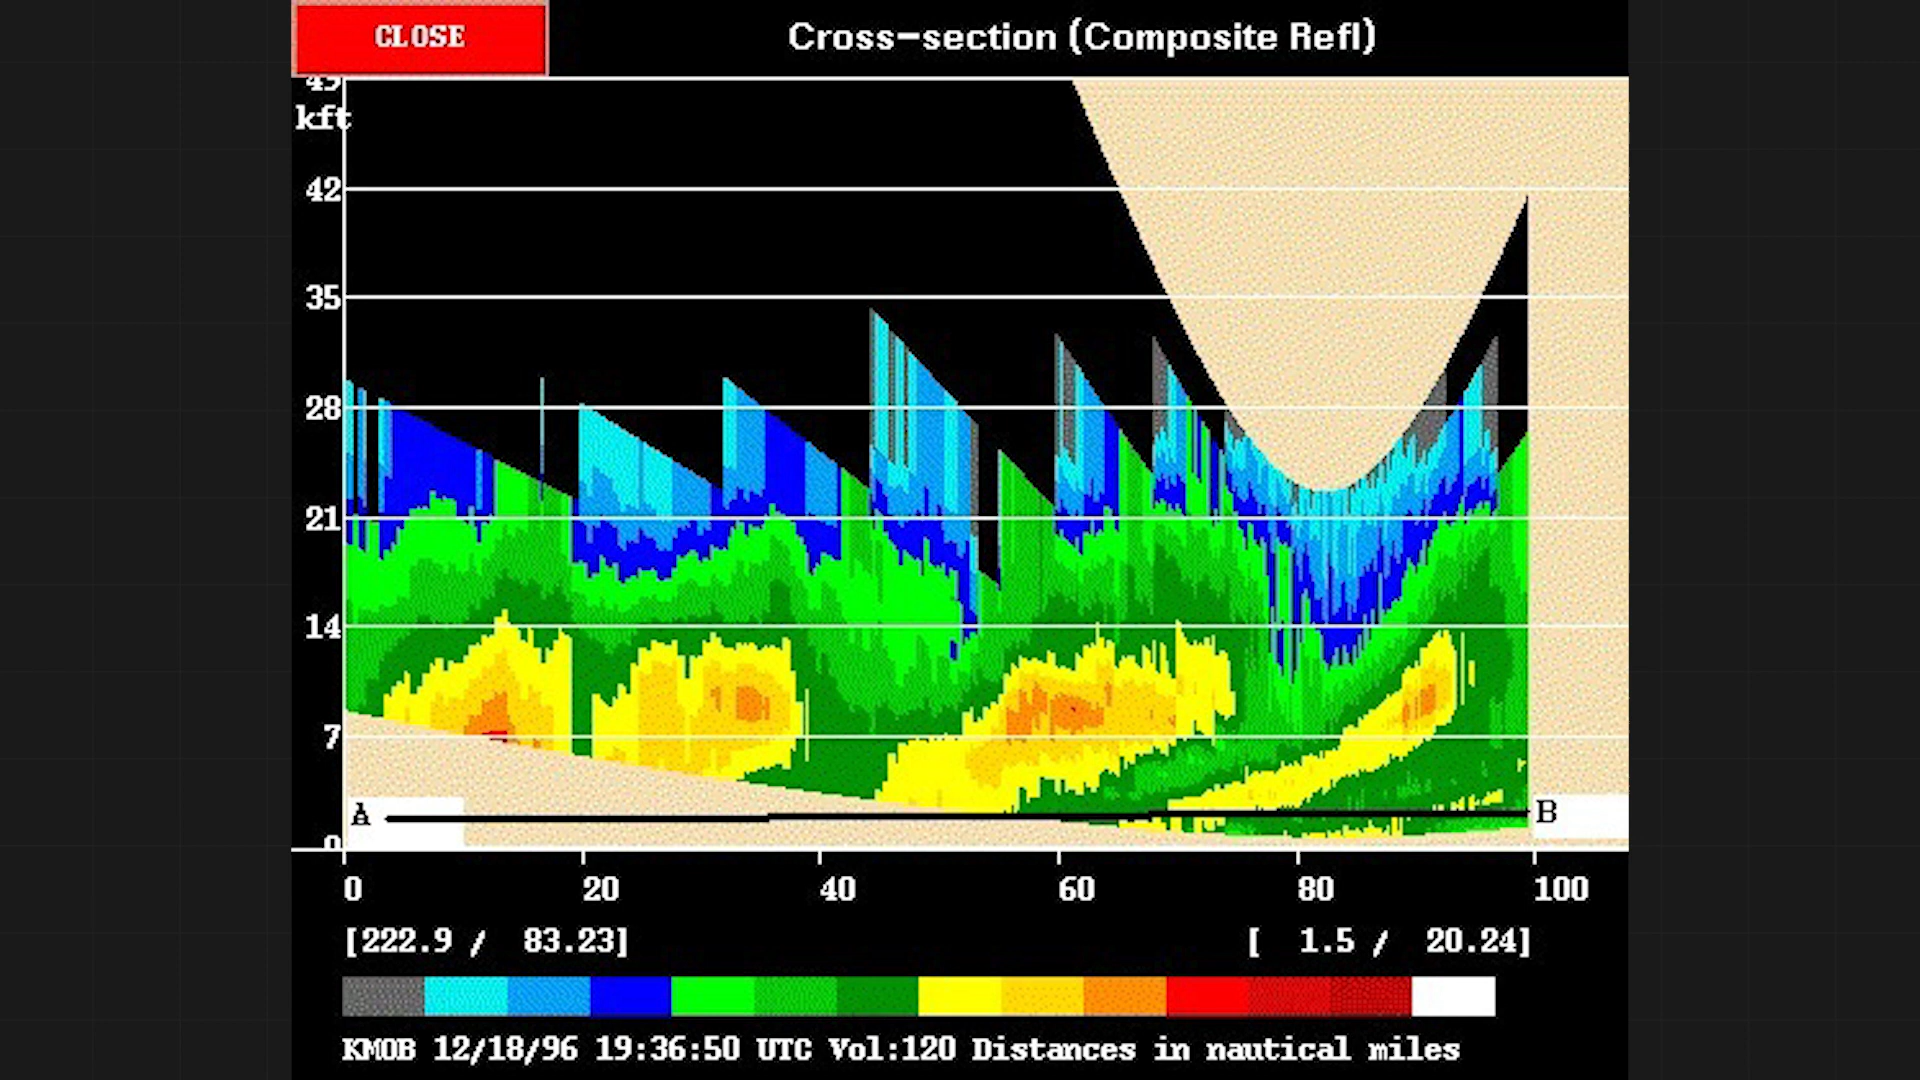 CLOSE
Cross-section (Composite Refl)
49
kft
42
35
28
21
14
7
A
B
0
0 20 40 60 80 100
[222.9 / 83.23] [ 1.5 / 20.24]
KMOB 12/18/96 19:36:50 UTC Vol:120 Distances in nautical miles